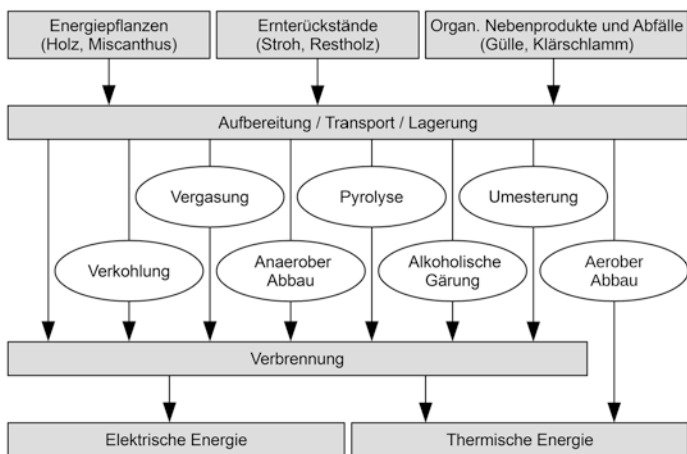 Energiepflanzen
(Holz, Miscanthus)
Ernterückstände
(Stroh, Restholz)
Organ. Nebenprodukte und Abfälle
(Gülle, Klärschlamm)
Aufbereitung / Transport / Lagerung
Vergasung
Pyrolyse
Umesterung
Verkohlung
Anaerober
Abbau
Alkoholische
Gärung
Aerober
Abbau
Verbrennung
Elektrische Energie
Thermische Energie